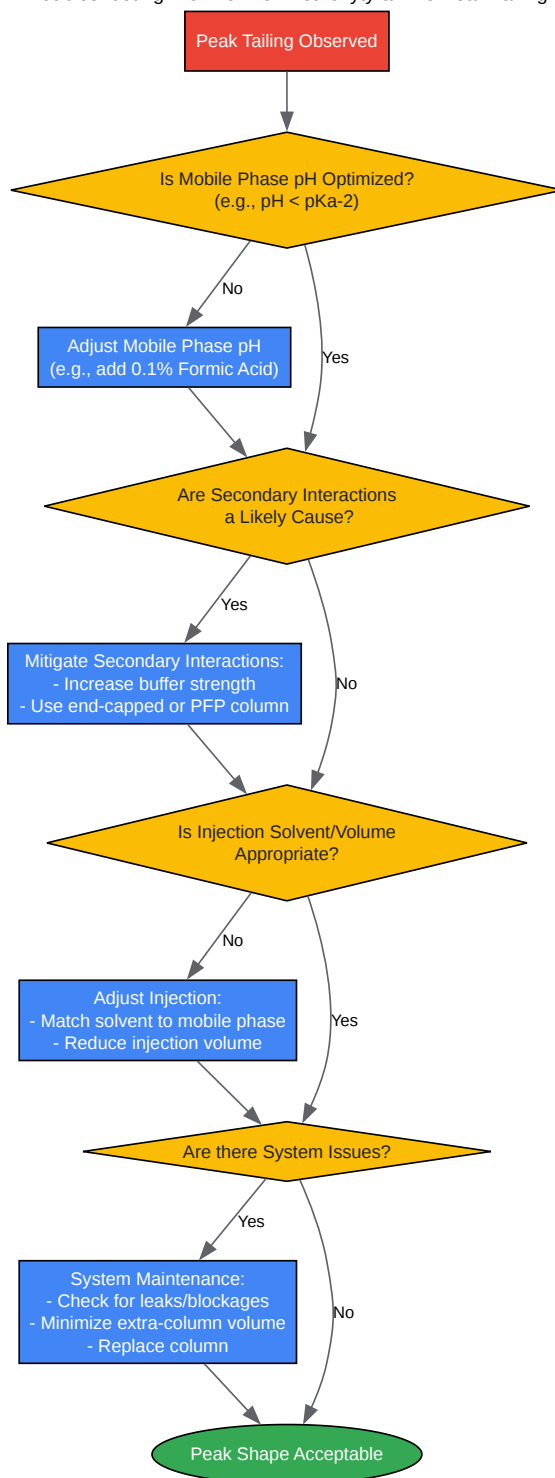 Peak Tailing Observed
Is Mobile Phase pH Optimized?
(e.g., pH < pKa-2)
No
Adjust Mobile Phase pH
(e.g., add 0.1% Formic Acid)
Yes
Are Secondary Interactions
a Likely Cause?
Yes
Mitigate Secondary Interactions:
- Increase buffer strength
- Use end-capped or PFP column
No
Is Injection Solvent/Volume
Appropriate?
No
Adjust Injection:
- Match solvent to mobile phase
- Reduce injection volume
Yes
Are there System Issues?
Yes
System Maintenance:
- Check for leaks/blockages
- Minimize extra-column volume
- Replace column
No
Peak Shape Acceptable